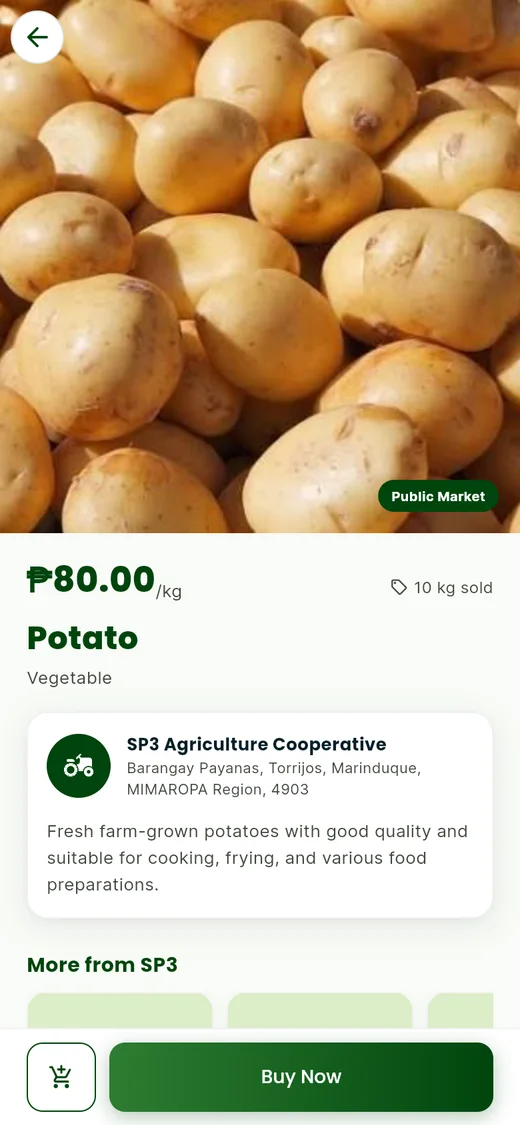 Public Market
₱80.00/kg
10 kg sold
Potato
Vegetable
SP3 Agriculture Cooperative
Barangay Payanas, Torrijos, Marinduque,
MIMAROPA Region, 4903
Fresh farm-grown potatoes with good quality and
suitable for cooking, frying, and various food
preparations.
More from SP3
Buy Now